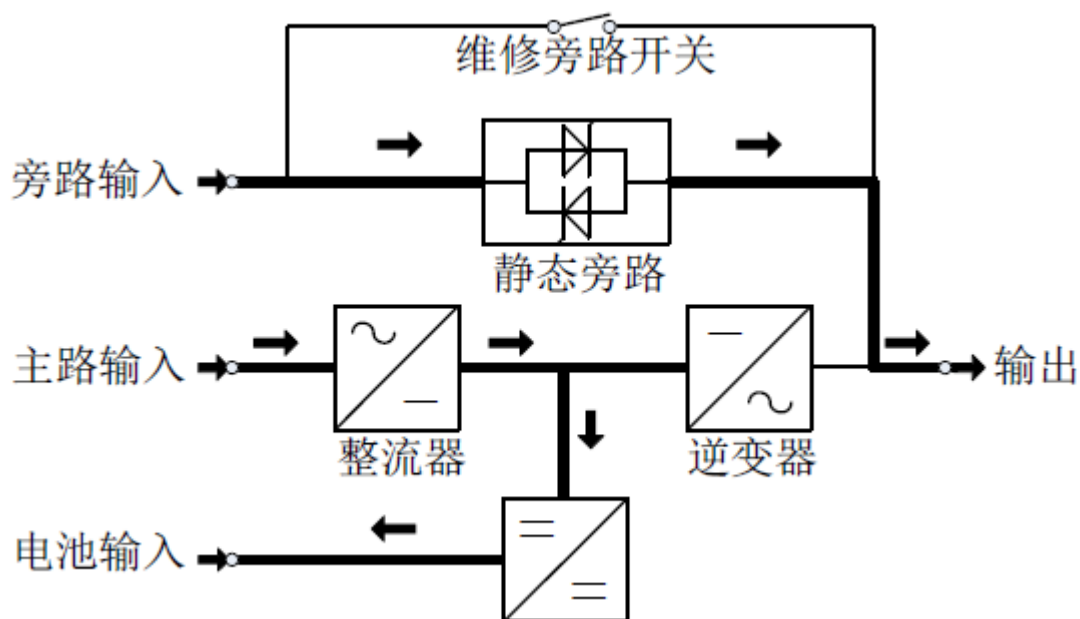 维修旁路开关
旁路输入
静态旁路
主路输入
输出
整流器
逆变器
电池输入